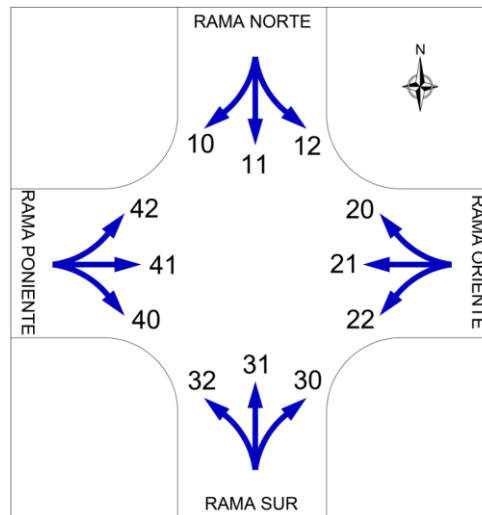 RAMA NORTE
N
10
11
12
RAMA PONIENTE
42
41
40
20
21
22
RAMA ORIENTE
32
31
30
RAMA SUR